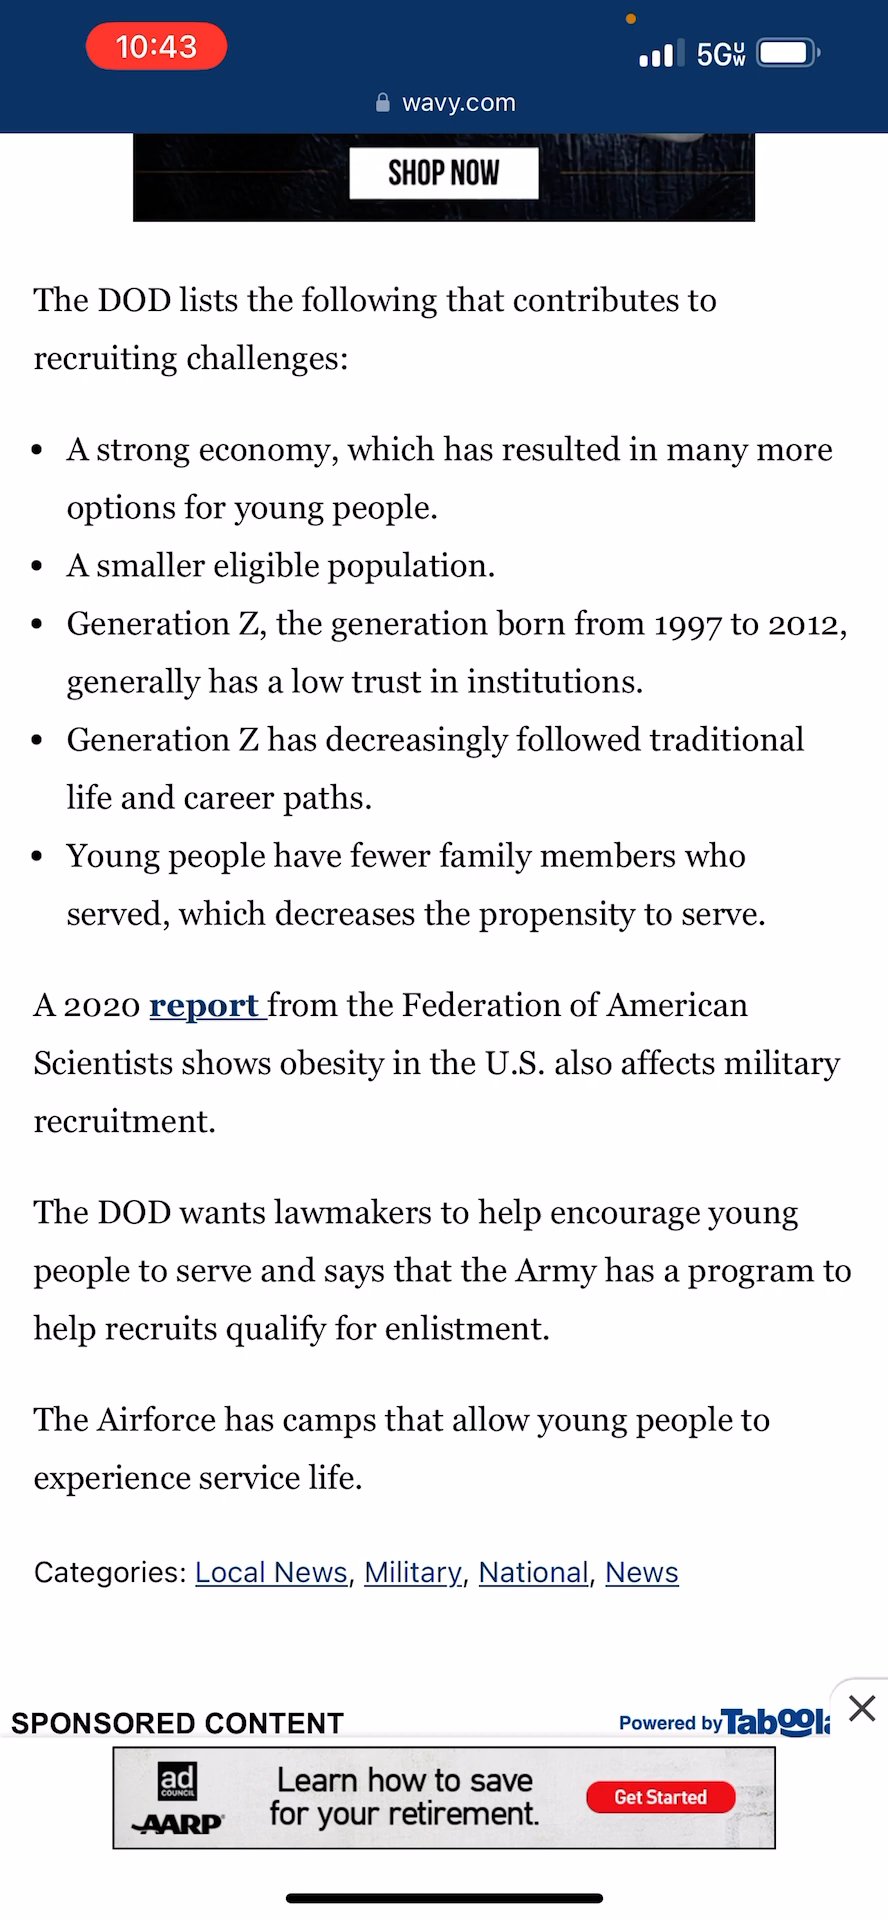 10:43
5GUW
wavy.com
SHOP NOW
The DOD lists the following that contributes to
recruiting challenges:
• A strong economy, which has resulted in many more
options for young people.
• A smaller eligible population.
• Generation Z, the generation born from 1997 to 2012,
generally has a low trust in institutions.
• Generation Z has decreasingly followed traditional
life and career paths.
• Young people have fewer family members who
served, which decreases the propensity to serve.
A 2020 report from the Federation of American
Scientists shows obesity in the U.S. also affects military
recruitment.
The DOD wants lawmakers to help encourage young
people to serve and says that the Army has a program to
help recruits qualify for enlistment.
The Airforce has camps that allow young people to
experience service life.
Categories: Local News, Military, National, News
SPONSORED CONTENT
Powered by Taboola
ad
COUNCIL
AARP
Learn how to save
for your retirement.
Get Started